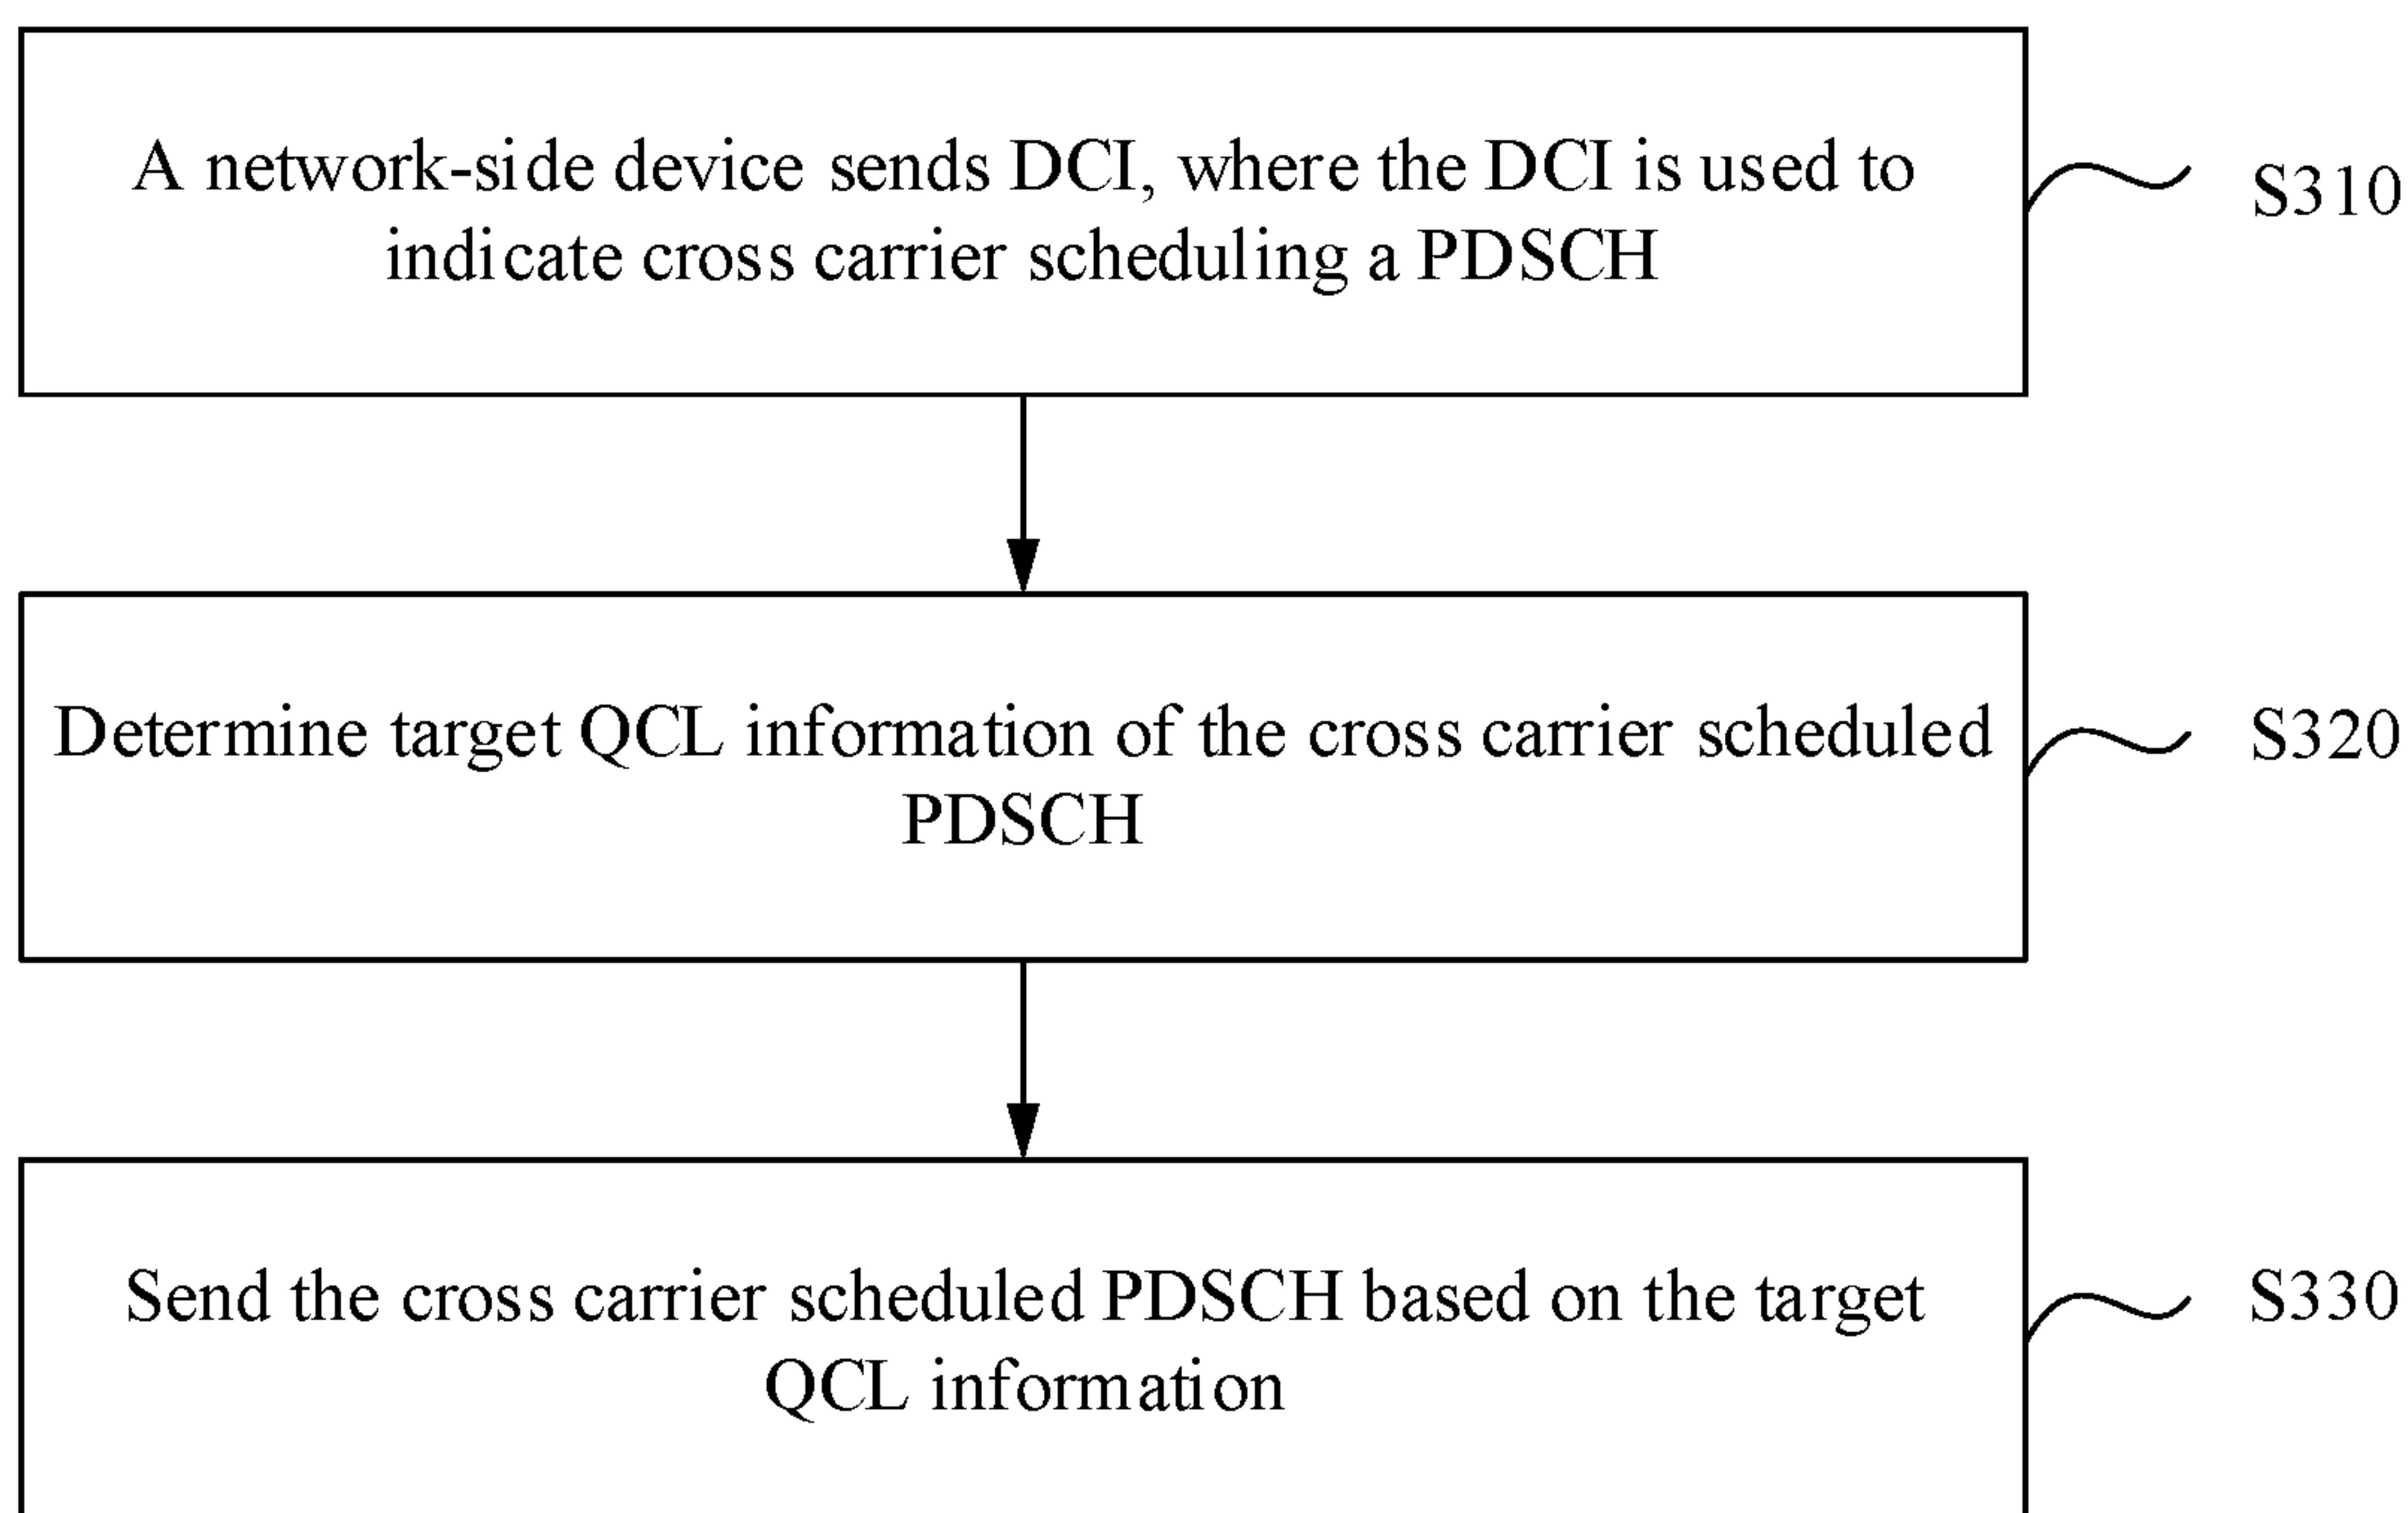 A network-side device sends DCI, where the DCI is used to
indicate cross carrier scheduling a PDSCH
S310
Determine target QCL information of the cross carrier scheduled
PDSCH
S320
Send the cross carrier scheduled PDSCH based on the target
QCL information
S330